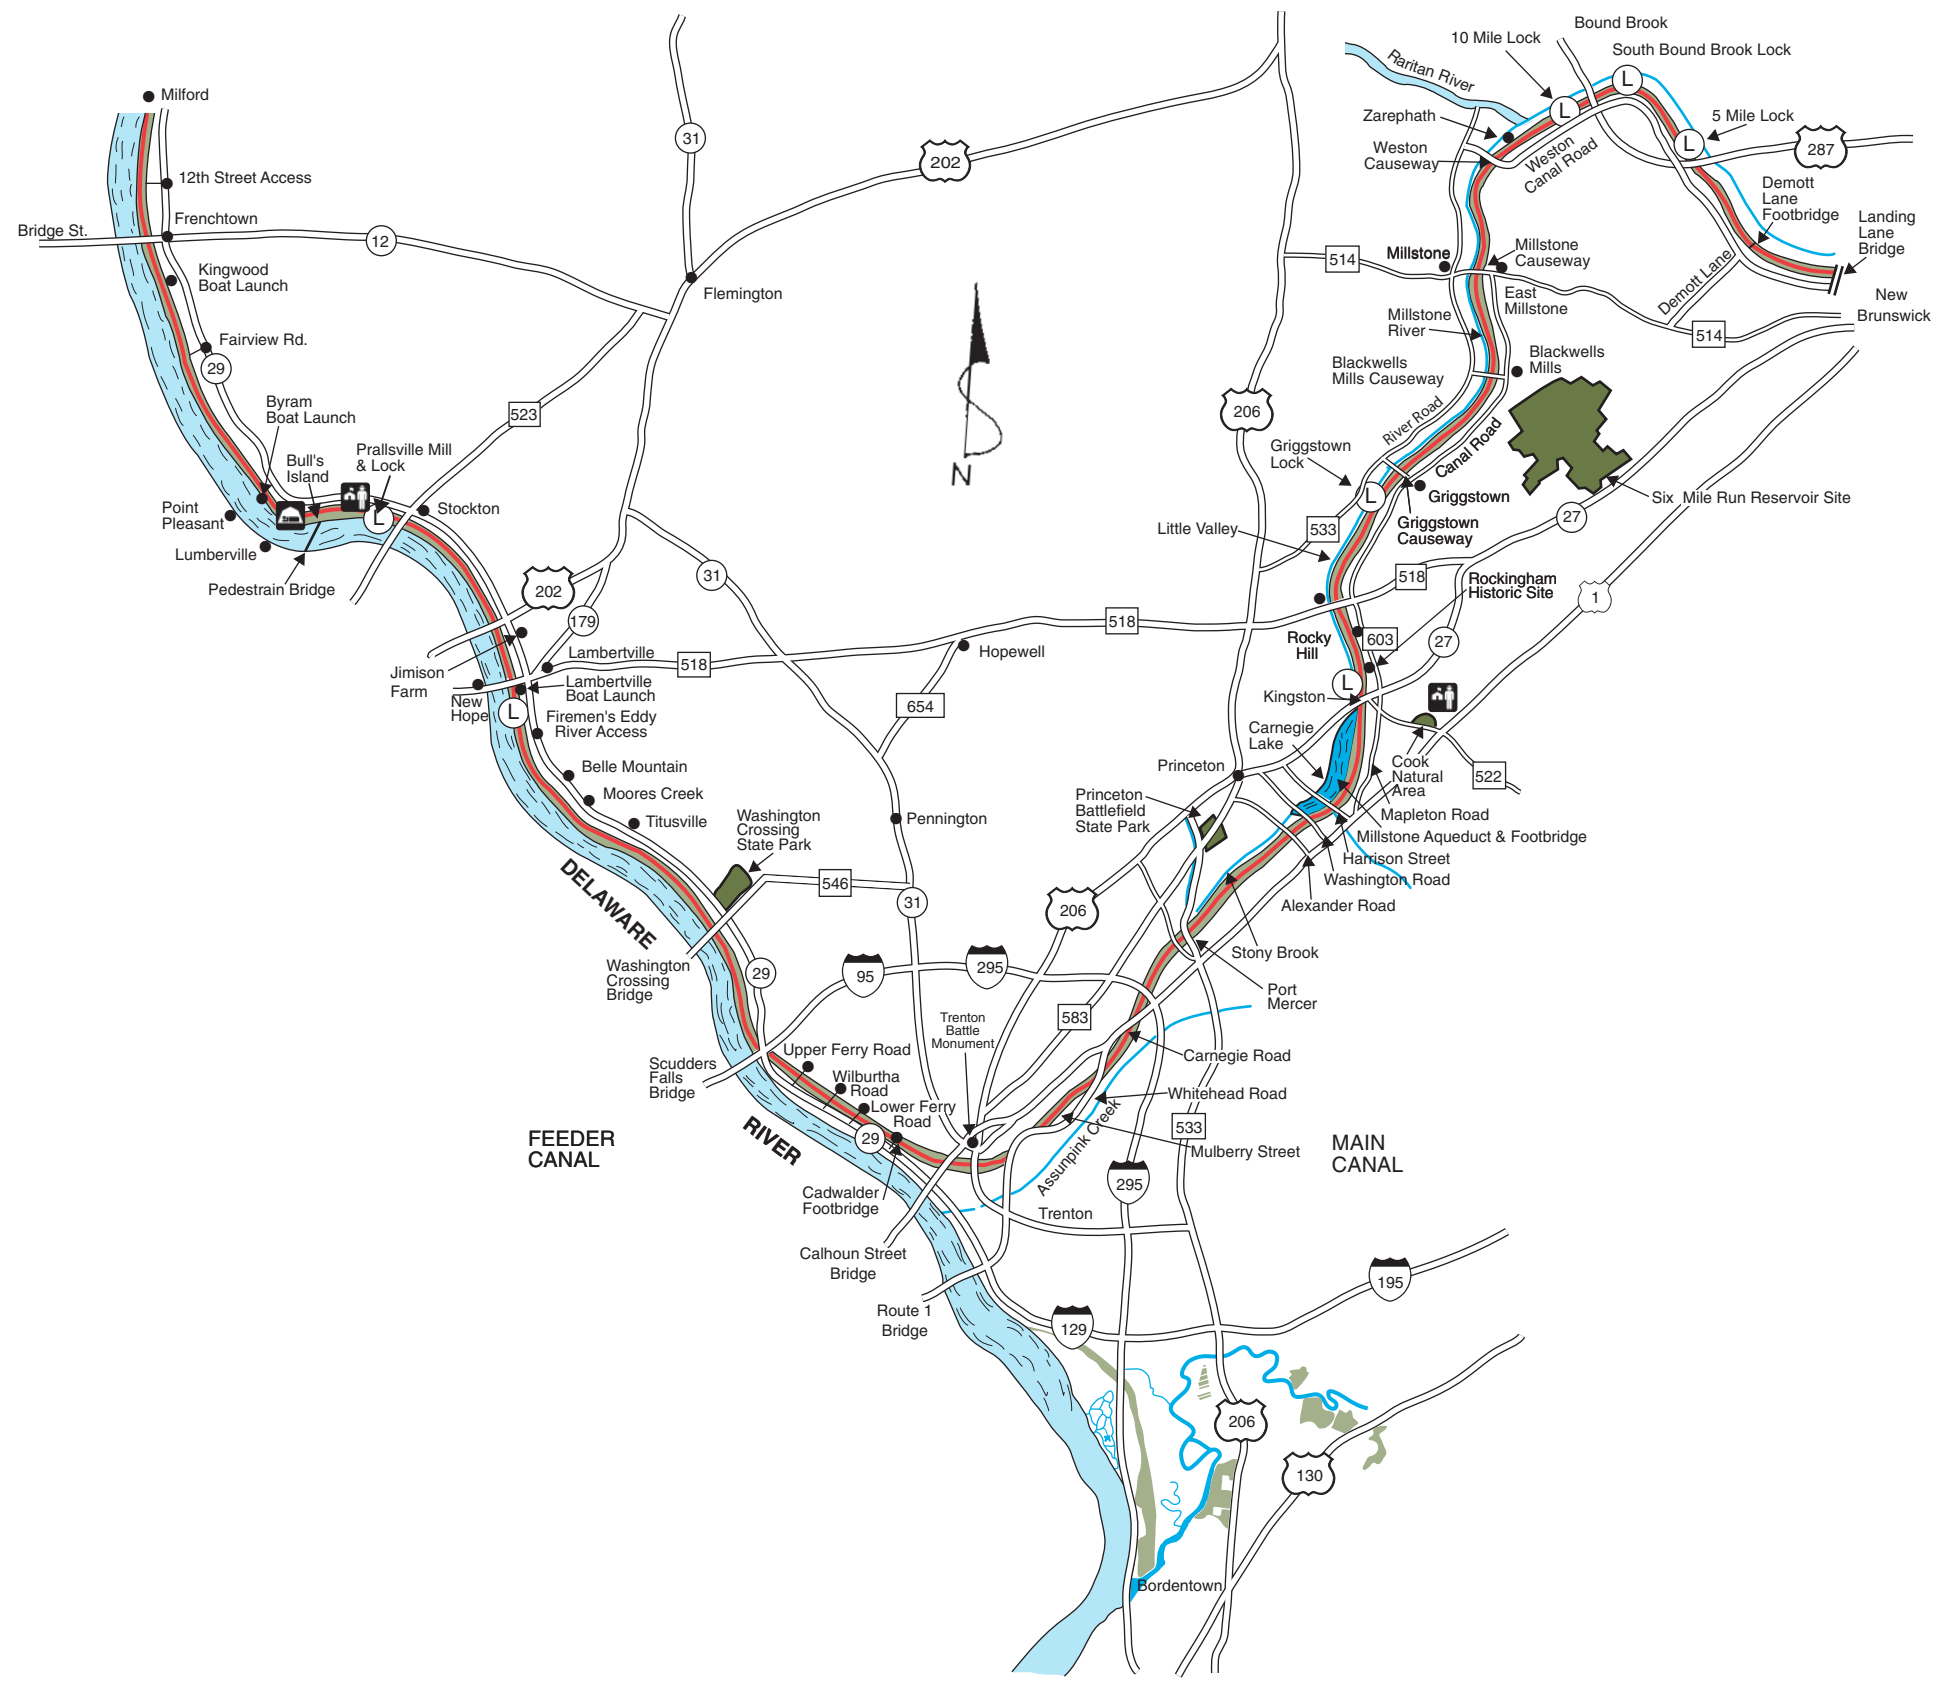 Bound Brook
10 Mile Lock
South Bound Brook Lock
Raritan River
L
L
Milford
Zarephath
5 Mile Lock
31
202
L
287
Weston
Causeway
Weston
Canal Road
12th Street Access
Demott
Lane
Footbridge
Frenchtown
Landing
Lane
Bridge
Bridge St.
12
Millstone
514
Millstone
Causeway
Kingwood
Boat Launch
Flemington
Demott Lane
East
Millstone
New
Brunswick
Millstone
River
514
Fairview Rd.
29
Blackwells
Mills Causeway
Blackwells
Mills
Byram
Boat Launch
523
206
River Road
Canal Road
Bull's
Island
Prallsville Mill
& Lock
Griggstown
Lock
N
L
Griggstown
Six Mile Run Reservoir Site
Point
Pleasant
L
Stockton
27
Little Valley
533
Griggstown
Causeway
Lumberville
Pedestrain Bridge
202
31
518
Rockingham
Historic Site
1
179
518
Rocky
Hill
603
27
Lambertville
518
Hopewell
Jimison
Farm
Lambertville
Boat Launch
L
Kingston
New
Hope
L
654
Firemen's Eddy
River Access
Carnegie
Lake
Belle Mountain
Princeton
Cook
Natural
Area
522
Moores Creek
Princeton
Battlefield
State Park
Mapleton Road
Titusville
Washington
Crossing
State Park
Pennington
Millstone Aqueduct & Footbridge
Harrison Street
546
Washington Road
DELAWARE
31
206
Alexander Road
Stony Brook
Washington
Crossing
Bridge
29
95
295
Port
Mercer
Trenton
Battle
Monument
583
Upper Ferry Road
Carnegie Road
Scudders
Falls
Bridge
Wilburtha
Road
Whitehead Road
Lower Ferry
Road
533
FEEDER
CANAL
RIVER
29
Assunpink Creek
Mulberry Street
MAIN
CANAL
295
Cadwalder
Footbridge
Trenton
Calhoun Street
Bridge
195
Route 1
Bridge
129
206
130
Bordentown